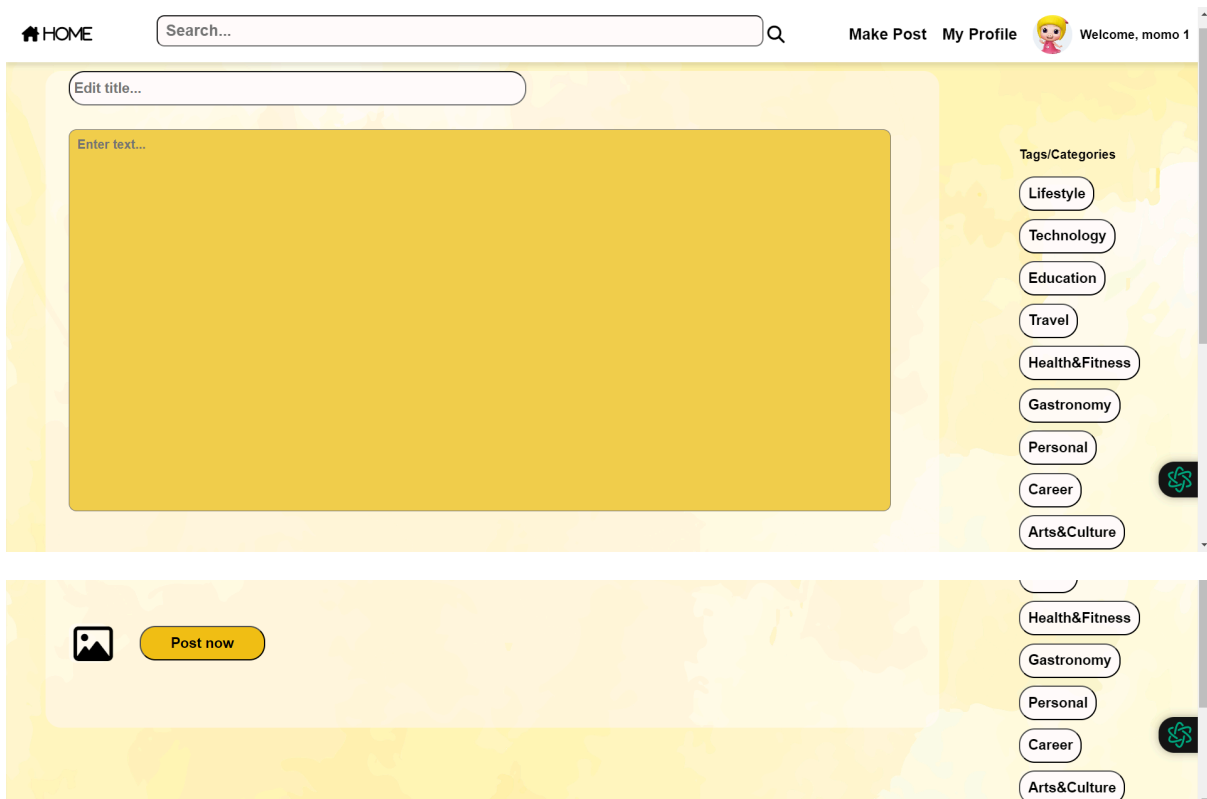 HOME
Search...
Make Post My Profile Welcome, momo 1
Edit title...
Enter text...
Tags/Categories
Lifestyle
Technology
Education
Travel
Health&Fitness
Gastronomy
Personal
Career
Arts&Culture
Post now
Health&Fitness
Gastronomy
Personal
Career
Arts&Culture